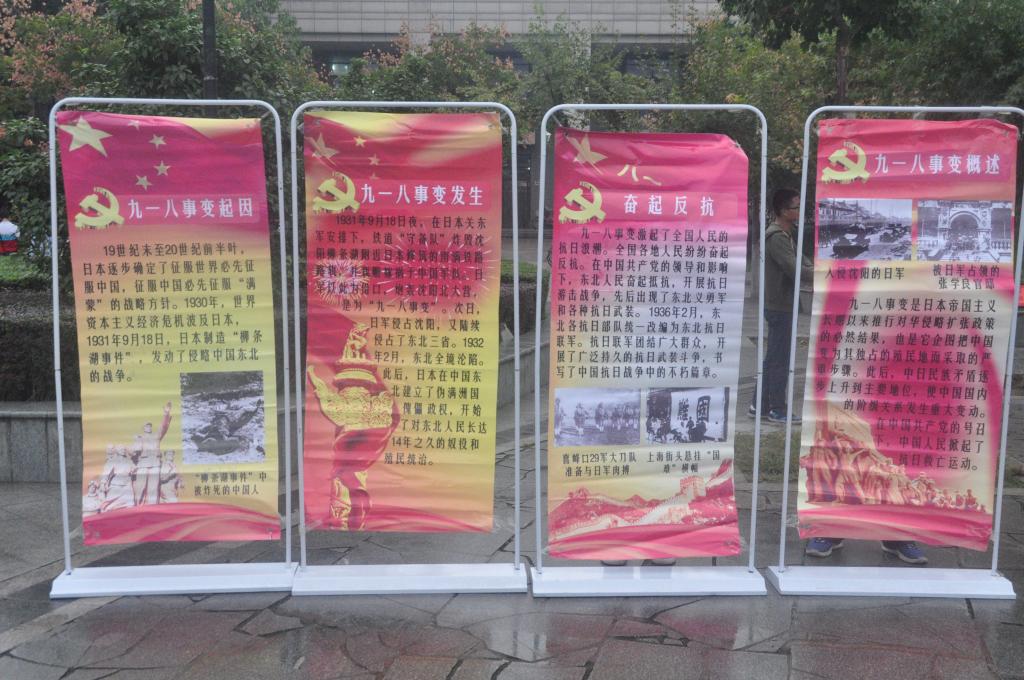 九一八事变起因
19世纪末至20世纪前半叶,
日本逐步确定了征服世界必先征
服中国,征服中国必先征服“满
蒙”的战略方针。1930年,世界
资本主义经济危机波及日本,
1931年9月18日,日本制造“柳条
湖事件”,发动了侵略中国东北
的战争。
“柳条湖事件”中
被炸死的中国人
九一八事变发生
1931年9月18日夜,在日本关东
军安排下,铁道“守备队”炸毁沈
阳柳条湖附近日本修筑的南满铁路
路轨,并栽赃嫁祸于中国军队。日
军以此为借口,炮轰沈阳北大营,
是为“九一八事变”。次日,
日军侵占沈阳,又陆续
侵占了东北三省。1932
年2月,东北全境沦陷。
此后,日本在中国东
北建立了伪满洲国
傀儡政权,开始
了对东北人民长达
14年之久的奴役和
殖民统治。
奋起反抗
九一八事变激起了全国人民的
抗日浪潮。全国各地人民纷纷奋起
反抗。在中国共产党的领导和影响
下,东北人民奋起抵抗,开展抗日
游击战争,先后出现了东北义勇军
和各种抗日武装。1936年2月,东
北各抗日部队统一改编为东北抗日
联军。抗日联军团结广大群众,开
展了广泛持久的抗日武装斗争,书
写了中国抗战争中的不朽篇章。
喜峰口29军大刀队
准备与日军肉搏
上海街头悬挂“国
难”横幅
九一八事变概述
入侵沈阳的日军
被日军占领的
张学良官邸
九一八事变是日本帝国主义
长期以来推行对华侵略扩张政策
的必然结果,也是它企图把中国
变为其独占的殖民地而采取的严
重步骤。此后,中日民族矛盾逐
步上升到主要地位,使中国国内
的阶级关系发生重大变动。
在中国共产党的号召
下,中国人民掀起了
抗日救亡运动。